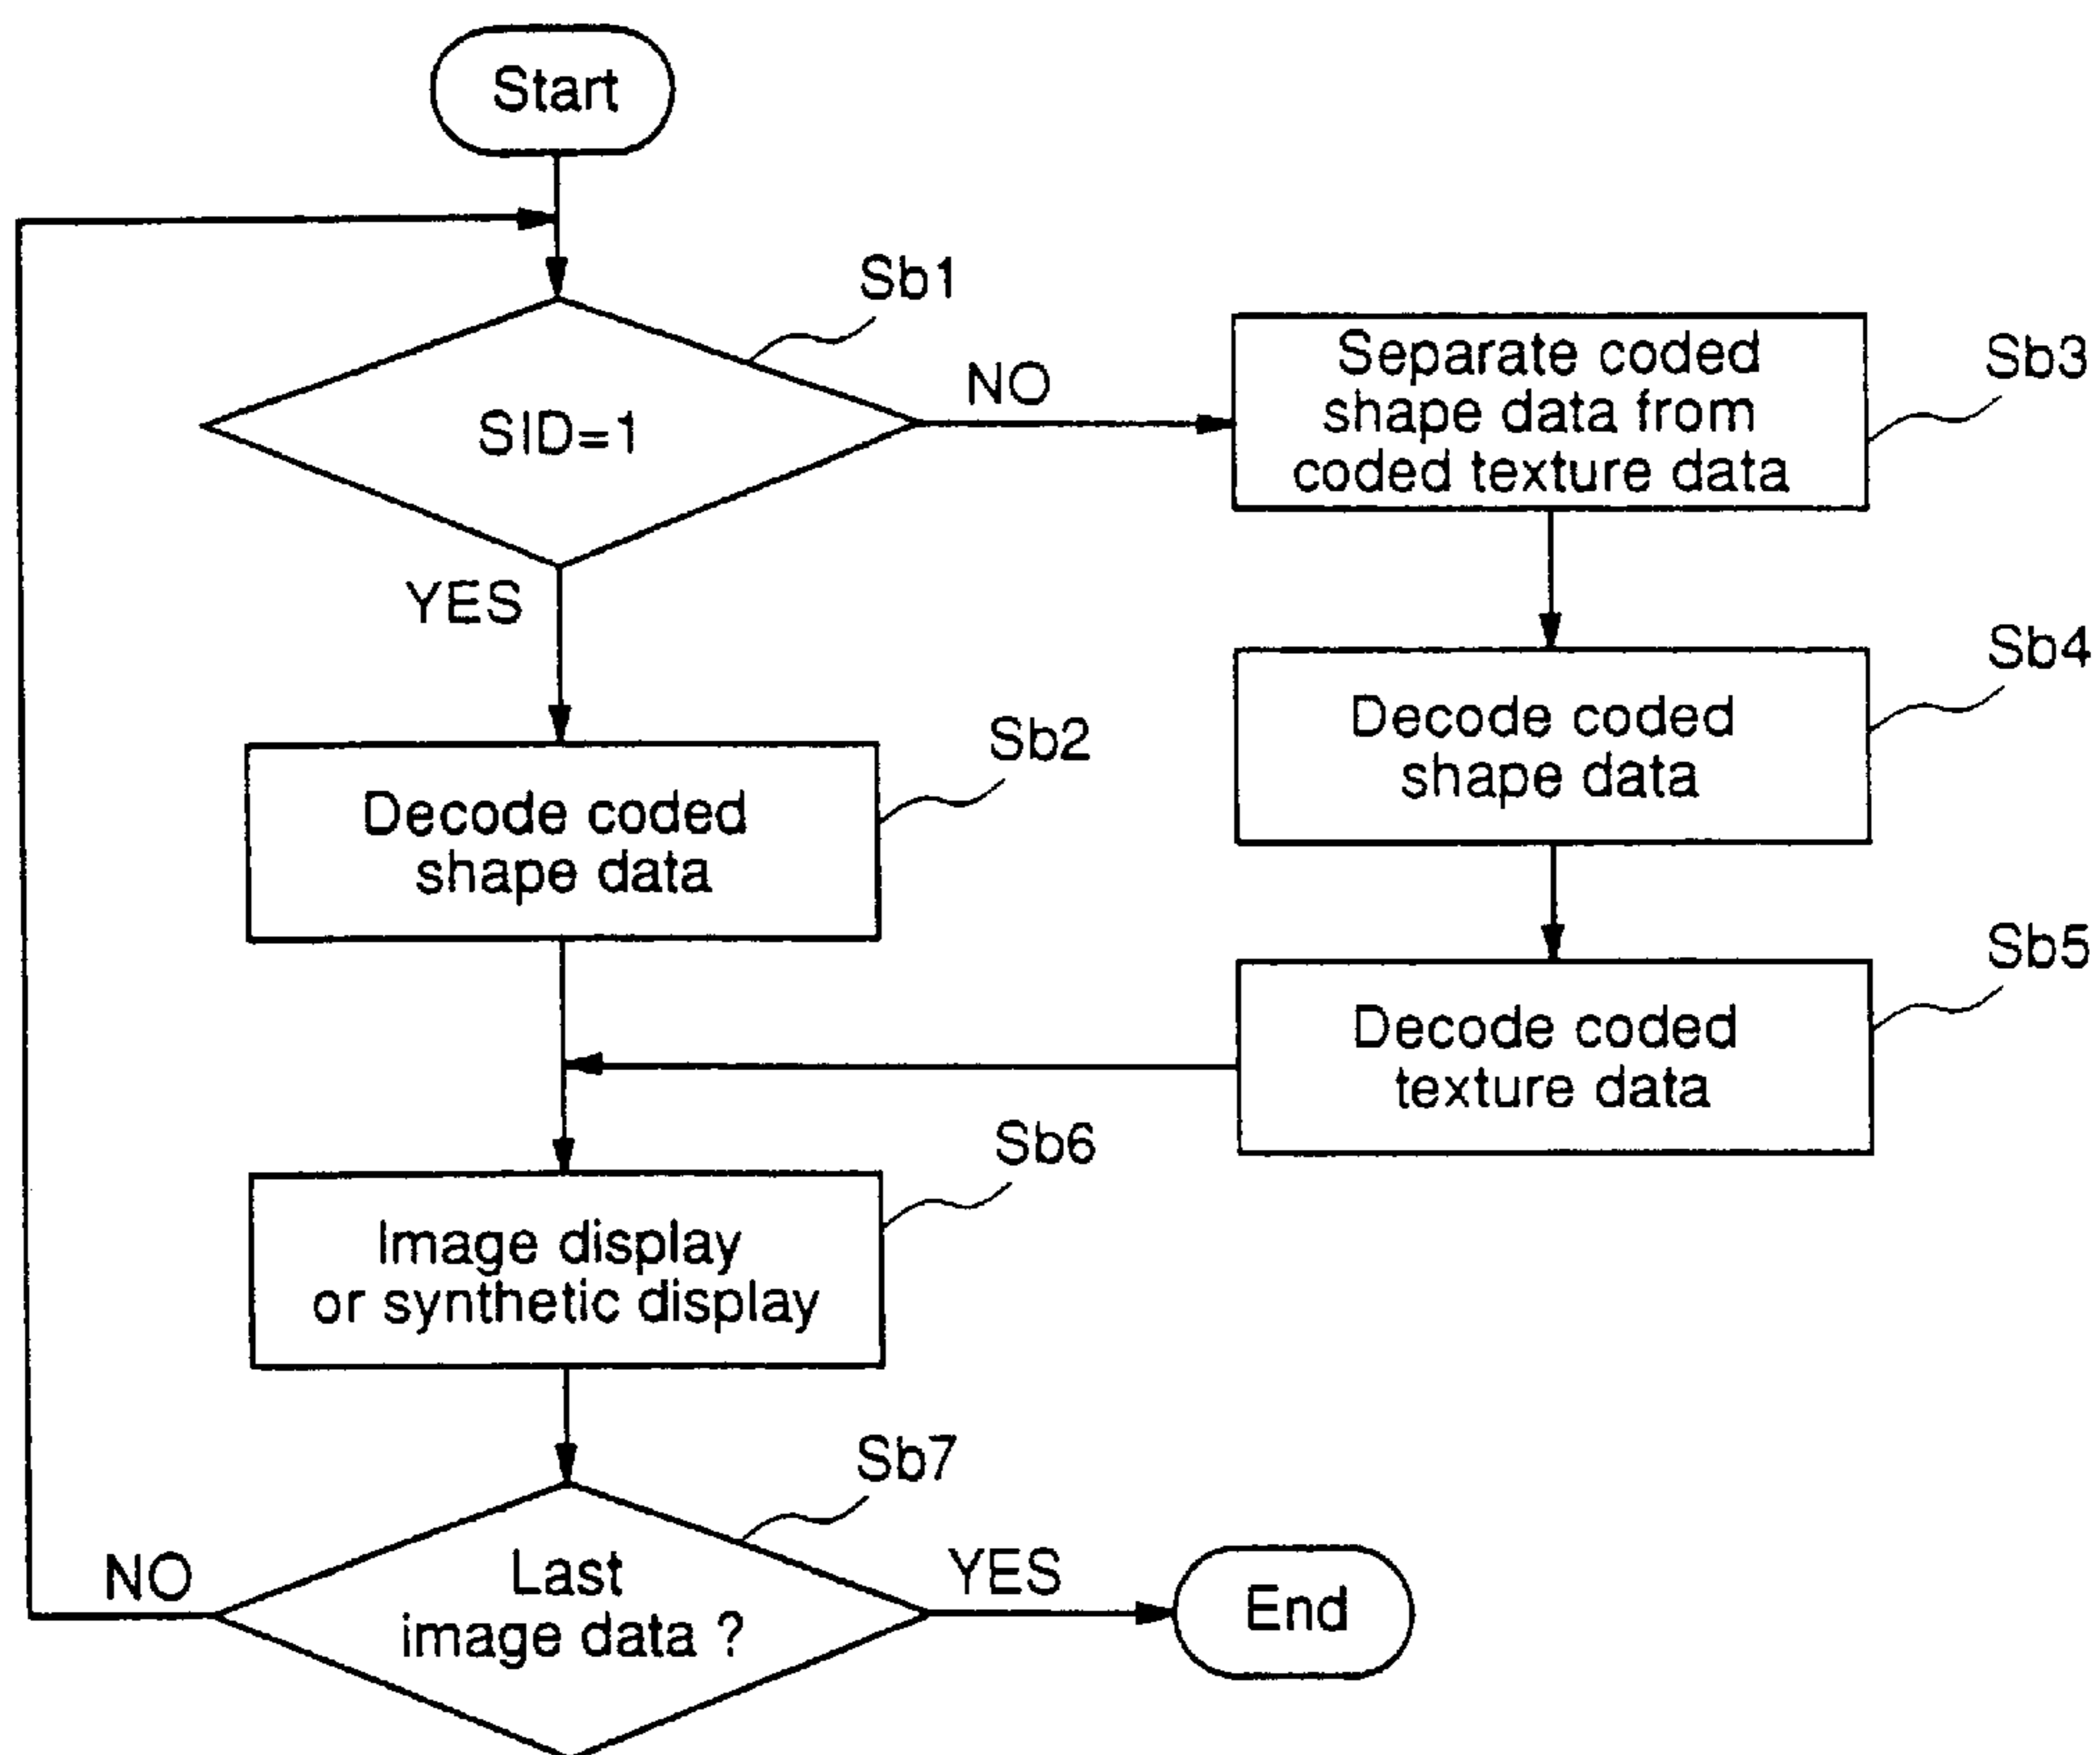 Start
Sb1
SID=1
NO
YES
Separate coded
shape data from
coded texture data
Sb3
Decode coded
shape data
Sb4
Decode coded
shape data
Sb2
Decode coded
texture data
Sb5
Image display
or synthetic display
Sb6
Last
image data ?
Sb7
NO
YES
End